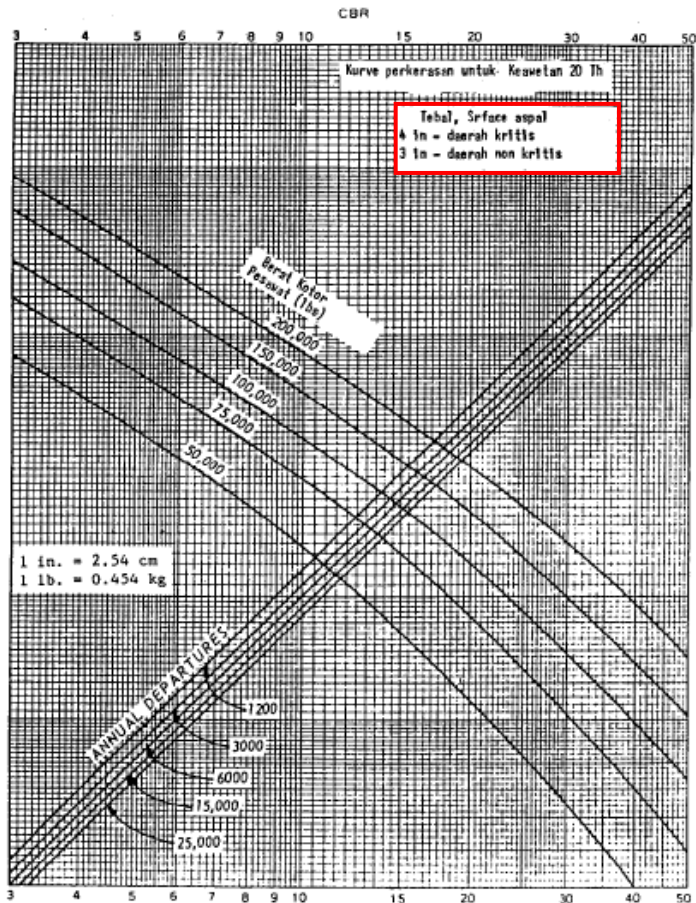 CBR
3 4 5 6 7 8 9 10 15 20 30 40 50
Kurve perkerasan untuk Keawetan 20 Th
Tebal, Srface aspal
4 in - daerah kritis
3 in - daerah non kritis
Berat Kotor
Pesawat (lbs)
200,000
150,000
100,000
75,000
50,000
1 in. = 2.54 cm
1 lb. = 0.454 kg
ANNUAL DEPARTURES
1200
3000
6000
15,000
25,000
3 4 5 6 7 8 9 10 15 20 30 40 50